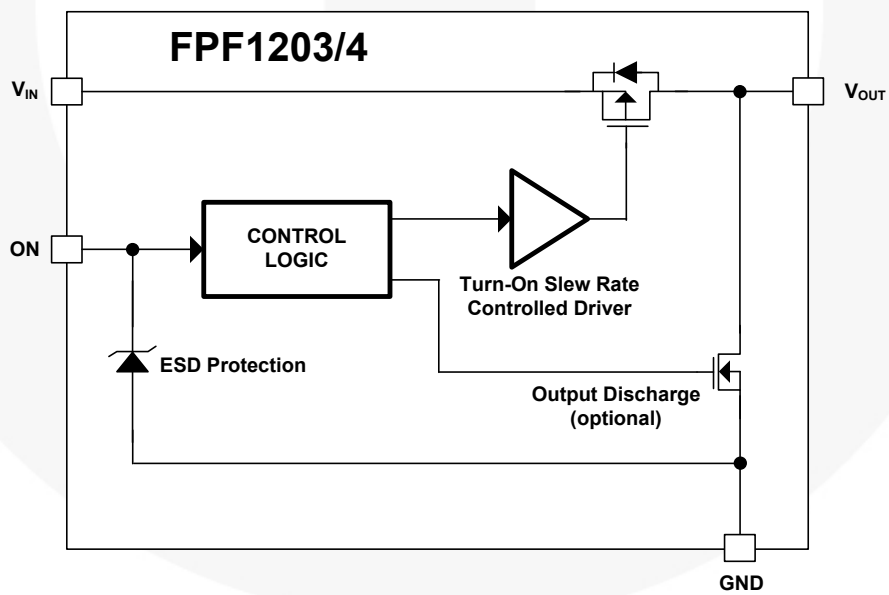 FPF1203/4
VIN
VOUT
ON
CONTROL
LOGIC
Turn-On Slew Rate
Controlled Driver
ESD Protection
Output Discharge
(optional)
GND